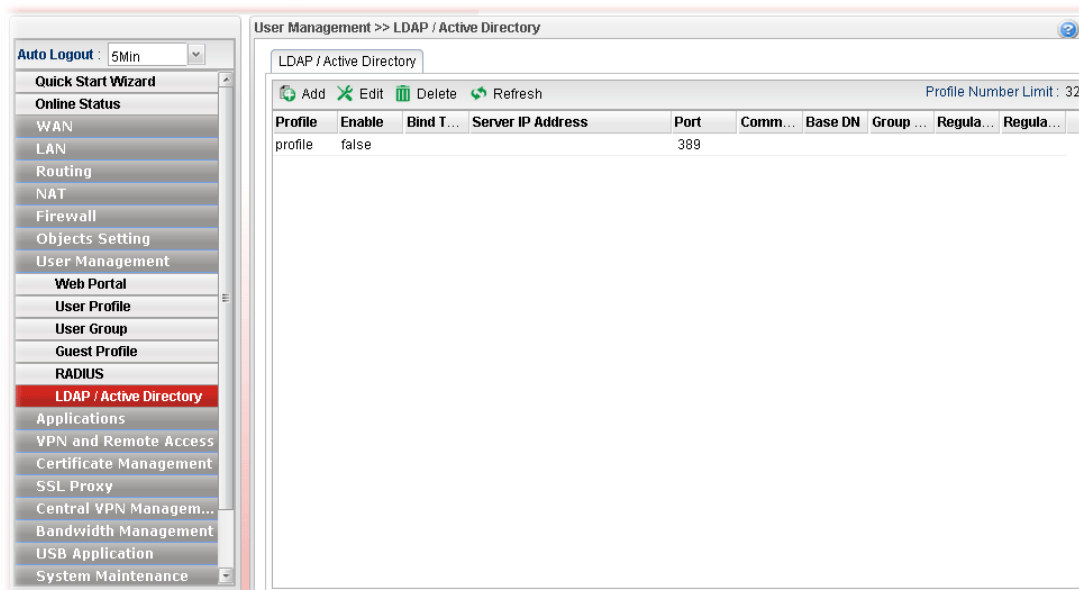 User Management >> LDAP / Active Directory
Auto Logout : 5Min
Quick Start Wizard
Online Status
WAN
LAN
Routing
NAT
Firewall
Objects Setting
User Management
Web Portal
User Profile
User Group
Guest Profile
RADIUS
LDAP / Active Directory
Applications
VPN and Remote Access
Certificate Management
SSL Proxy
Central VPN Managem...
Bandwidth Management
USB Application
System Maintenance
LDAP / Active Directory
Add Edit Delete Refresh Profile Number Limit : 32
Profile Enable Bind T... Server IP Address Port Comm... Base DN Group ... Regula... Regula...
profile false 389